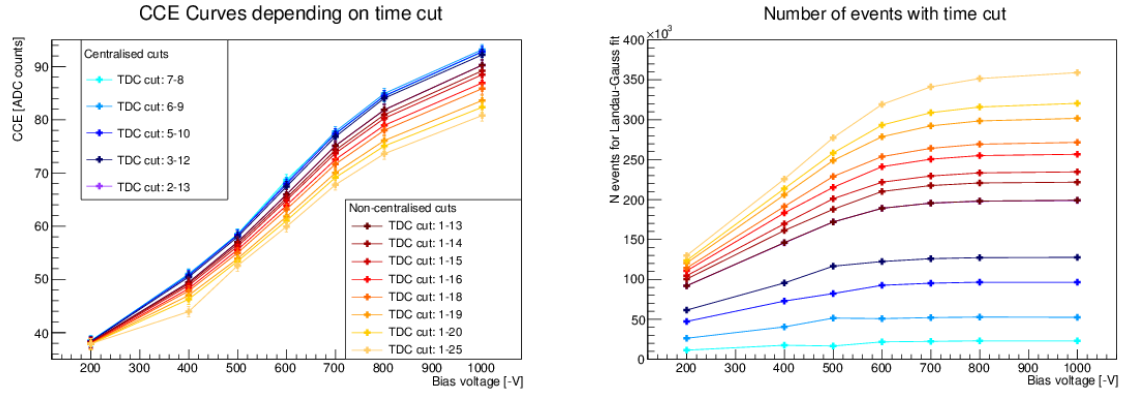 CCE Curves depending on time cut
CCE [ADC counts]
90
80
70
60
50
40
Centralised cuts
TDC cut: 7-8
TDC cut: 6-9
TDC cut: 5-10
TDC cut: 3-12
TDC cut: 2-13
Non-centralised cuts
TDC cut: 1-13
TDC cut: 1-14
TDC cut: 1-15
TDC cut: 1-16
TDC cut: 1-18
TDC cut: 1-19
TDC cut: 1-20
TDC cut: 1-25
200 300 400 500 600 700 800 900 1000
Bias voltage [-V]
Number of events with time cut
×10³
N events for Landau-Gauss fit
400
350
300
250
200
150
100
50
0
200 300 400 500 600 700 800 900 1000
Bias voltage [-V]